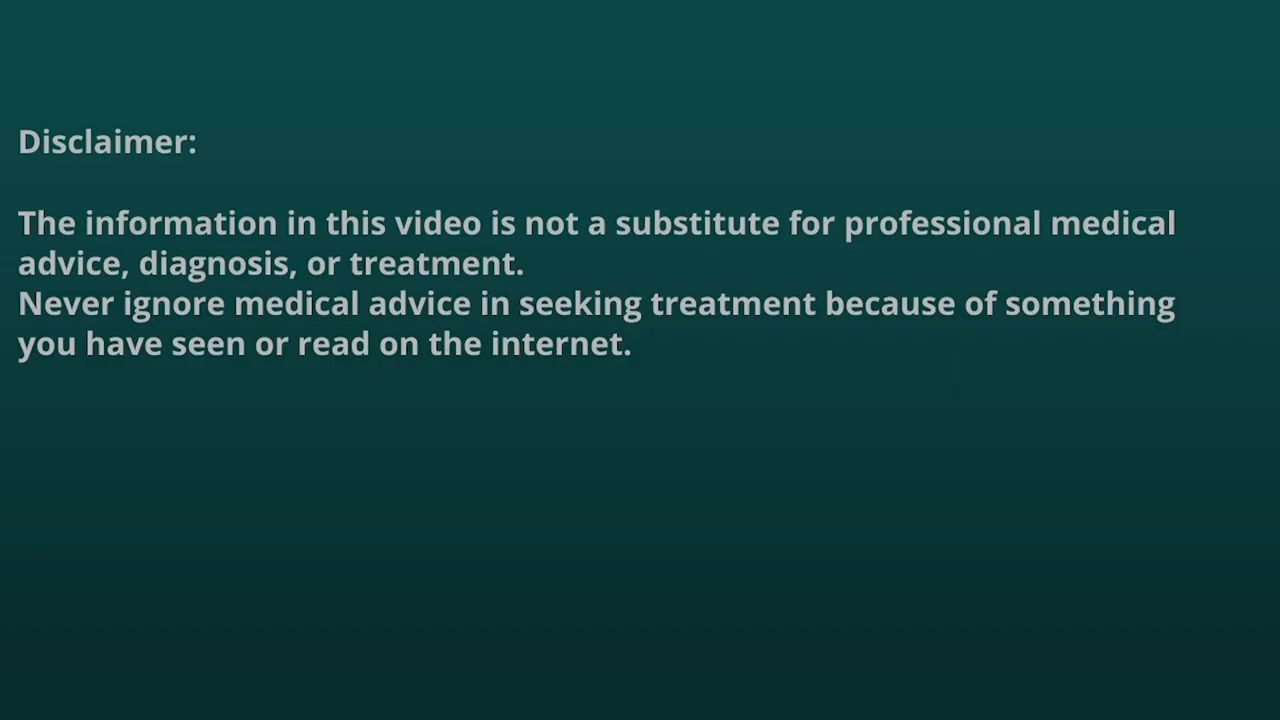 Disclaimer:
The information in this video is not a substitute for professional medical
advice, diagnosis, or treatment.
Never ignore medical advice in seeking treatment because of something
you have seen or read on the internet.